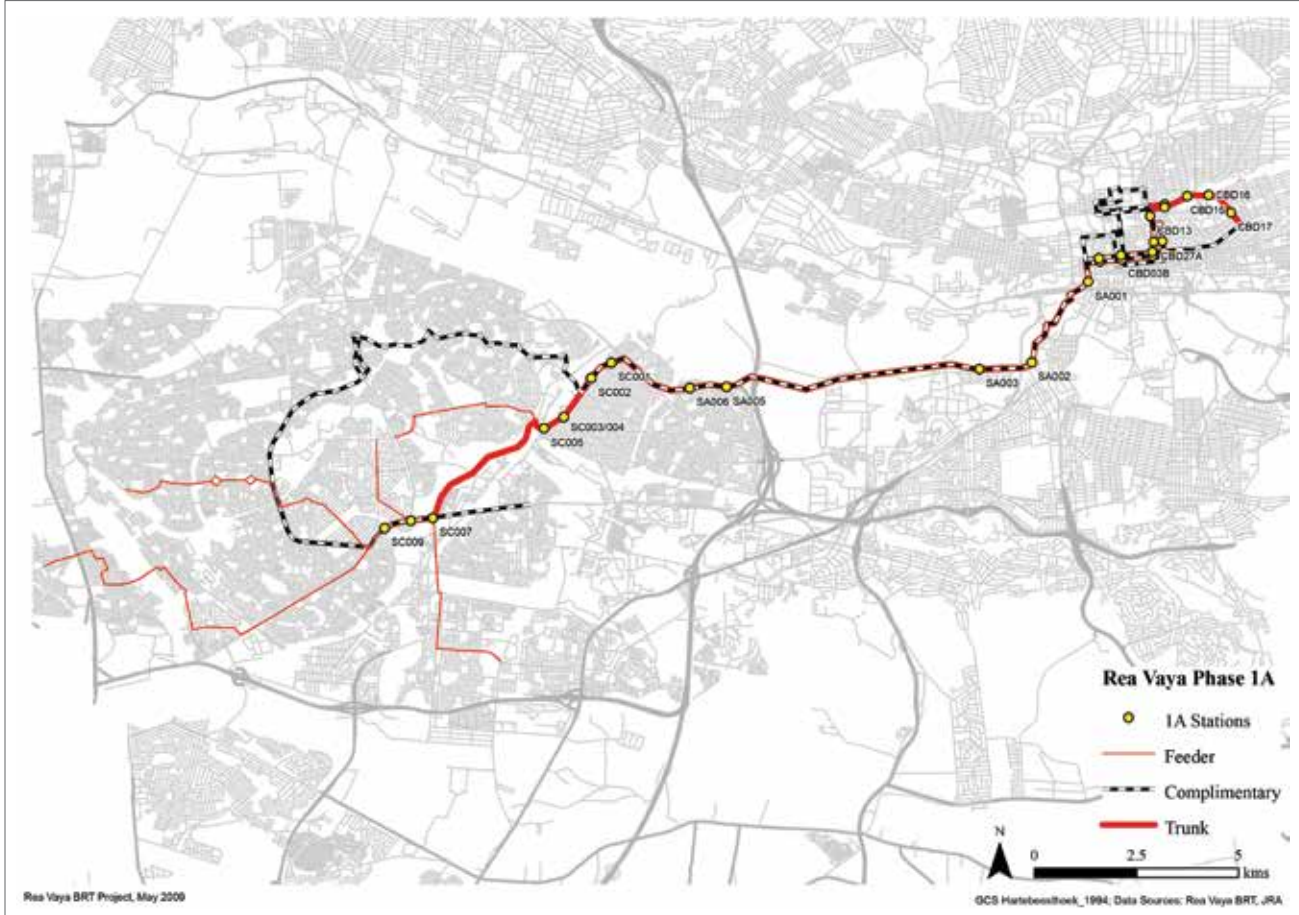 CBD16
CBD15
CBD17
CBD13
CBD27A
CBD03B
SA001
SC001
SC002
SA006
SA005
SA003
SA002
SC003/004
SC005
SC009
SC007
Rea Vaya Phase 1A
1A Stations
Feeder
Complimentary
Trunk
N
0 2.5 5
kms
Rea Vaya BRT Project, May 2009
GCS Hartebeesthoek_1994; Data Sources: Rea Vaya BRT, JRA